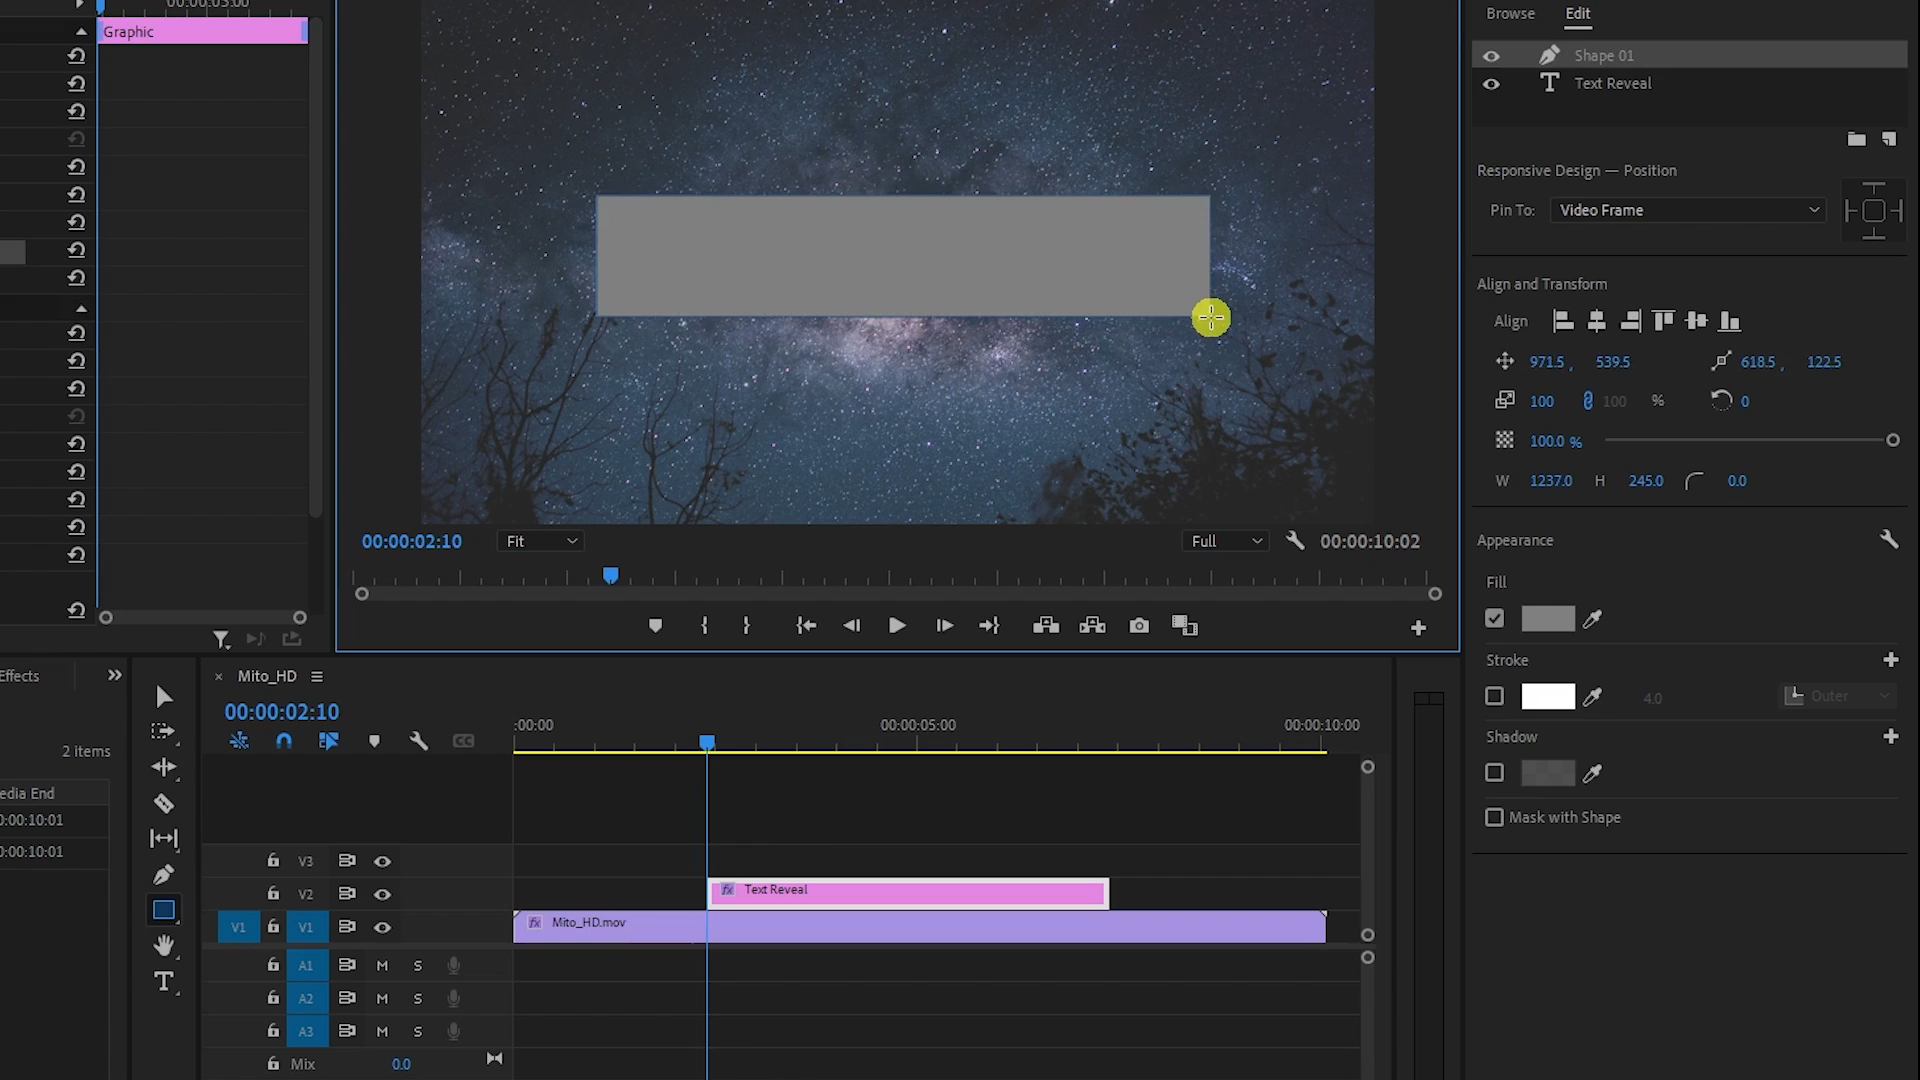 00:00:05:00
Graphic
Browse Edit
Shape 01
Text Reveal
Responsive Design — Position
Pin To: Video Frame
Align and Transform
Align
971.5 , 539.5 618.5 , 122.5
100 100 % 0
100.0 %
W 1237.0 H 245.0 0.0
00:00:02:10 Fit Full 00:00:10:02
Appearance
Fill
Stroke
4.0 Outer
Shadow
Mask with Shape
Effects
2 items
edia End
0:00:10:01
0:00:10:01
× Mito_HD
00:00:02:10
:00:00 00:00:05:00 00:00:10:00
CC
V3
V2 fx Text Reveal
V1 V1 fx Mito_HD.mov
A1 M S
A2 M S
A3 M S
Mix 0.0